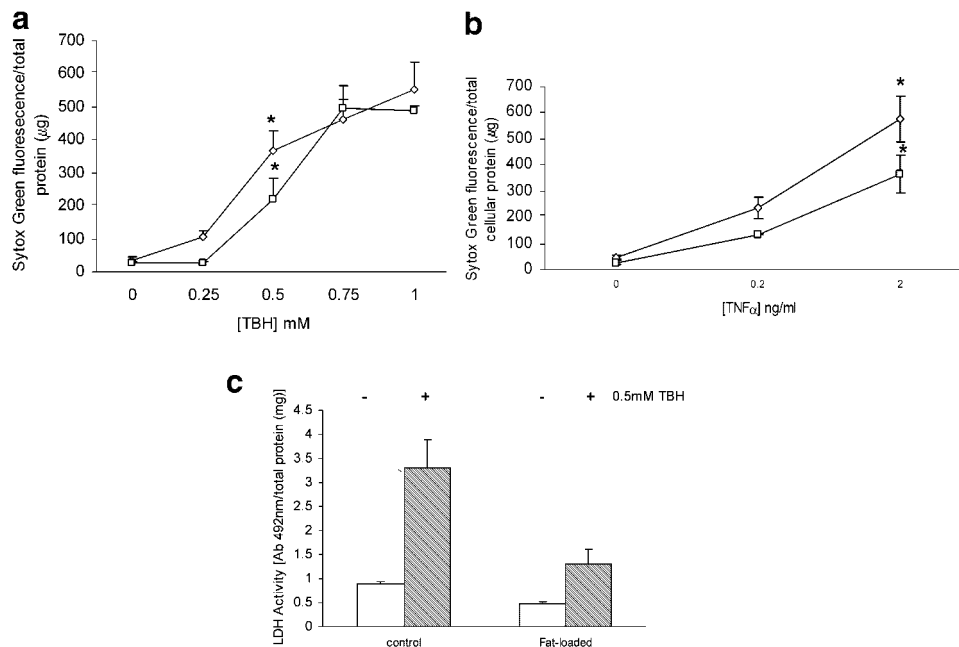 a
Sytox Green fluoresecence/total
protein (µg)
700
600
500
400
300
200
100
0
*
*
0 0.25 0.5 0.75 1
[TBH] mM
b
Sytox Green fluorescence/total
cellular protein (µg)
700
600
500
400
300
200
100
0
*
*
0 0.2 2
[TNFα] ng/ml
c
LDH Activity [Ab 492nm/total protein (mg)]
- + - + 0.5mM TBH
4.5
4
3.5
3
2.5
2
1.5
1
0.5
0
control Fat-loaded